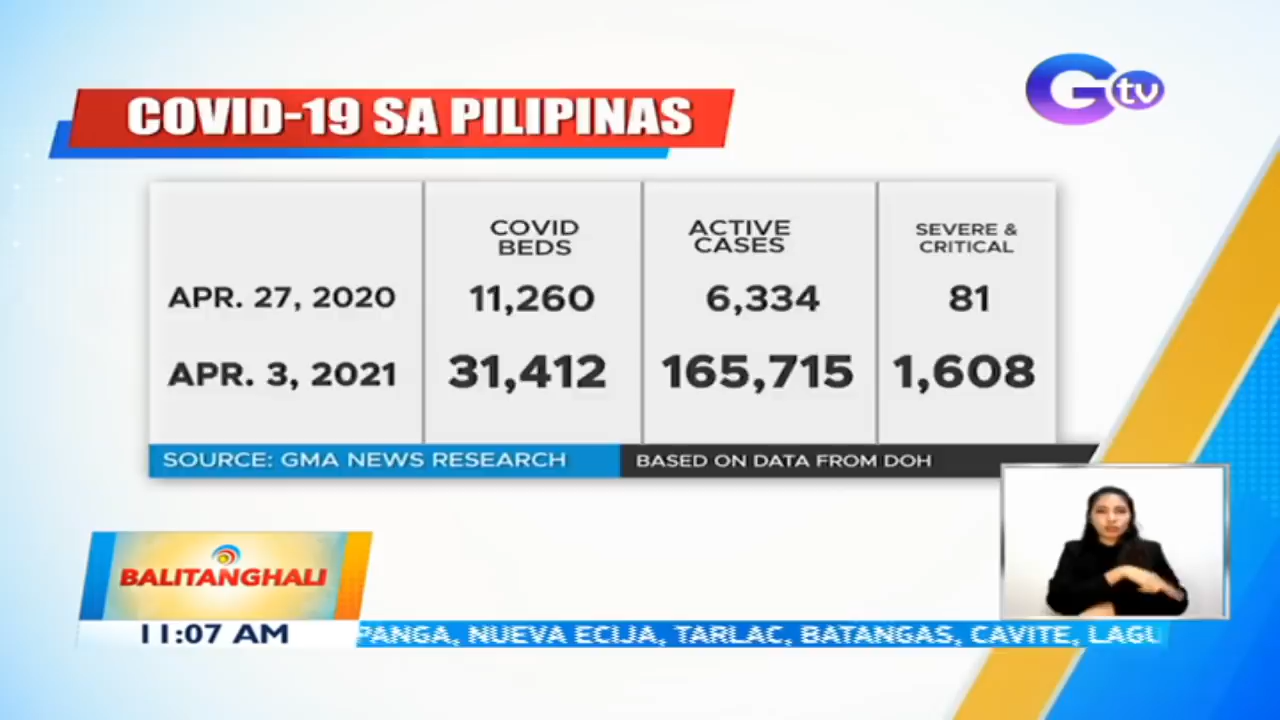 COVID-19 SA PILIPINAS
Gtv
COVID BEDS
ACTIVE CASES
SEVERE & CRITICAL
APR. 27, 2020 11,260 6,334 81
APR. 3, 2021 31,412 165,715 1,608
SOURCE: GMA NEWS RESEARCH BASED ON DATA FROM DOH
BALITANGHALI
11:07 AM PANGA, NUEVA ECIJA, TARLAC, BATANGAS, CAVITE, LAGU